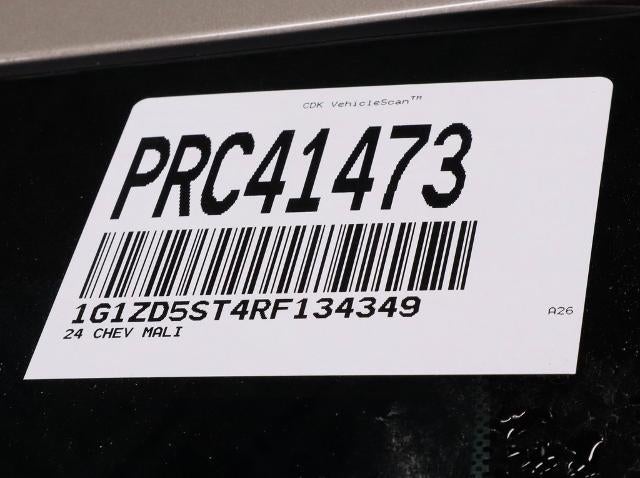 CDK VehicleScan™
PRC41473
1G1ZD5ST4RF134349
24 CHEV MALI
A26